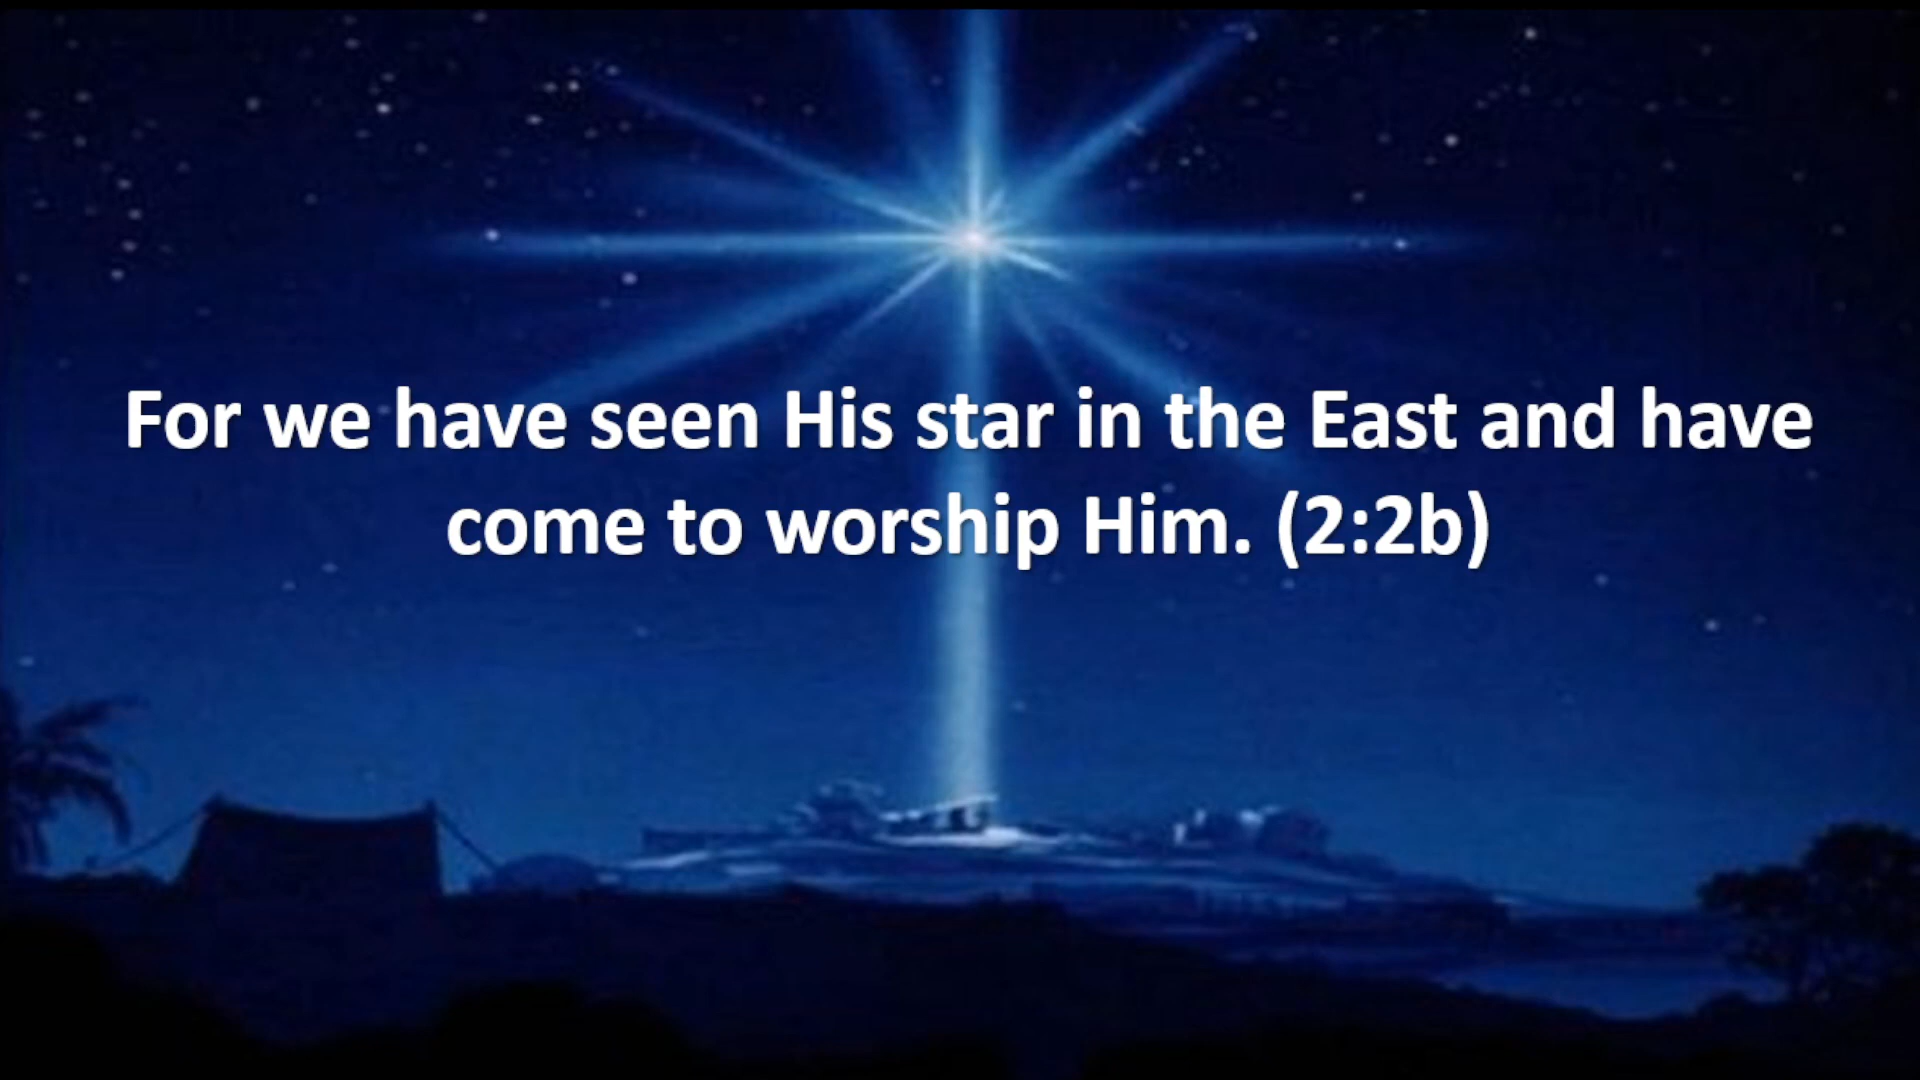 For we have seen His star in the East and have
come to worship Him. (2:2b)